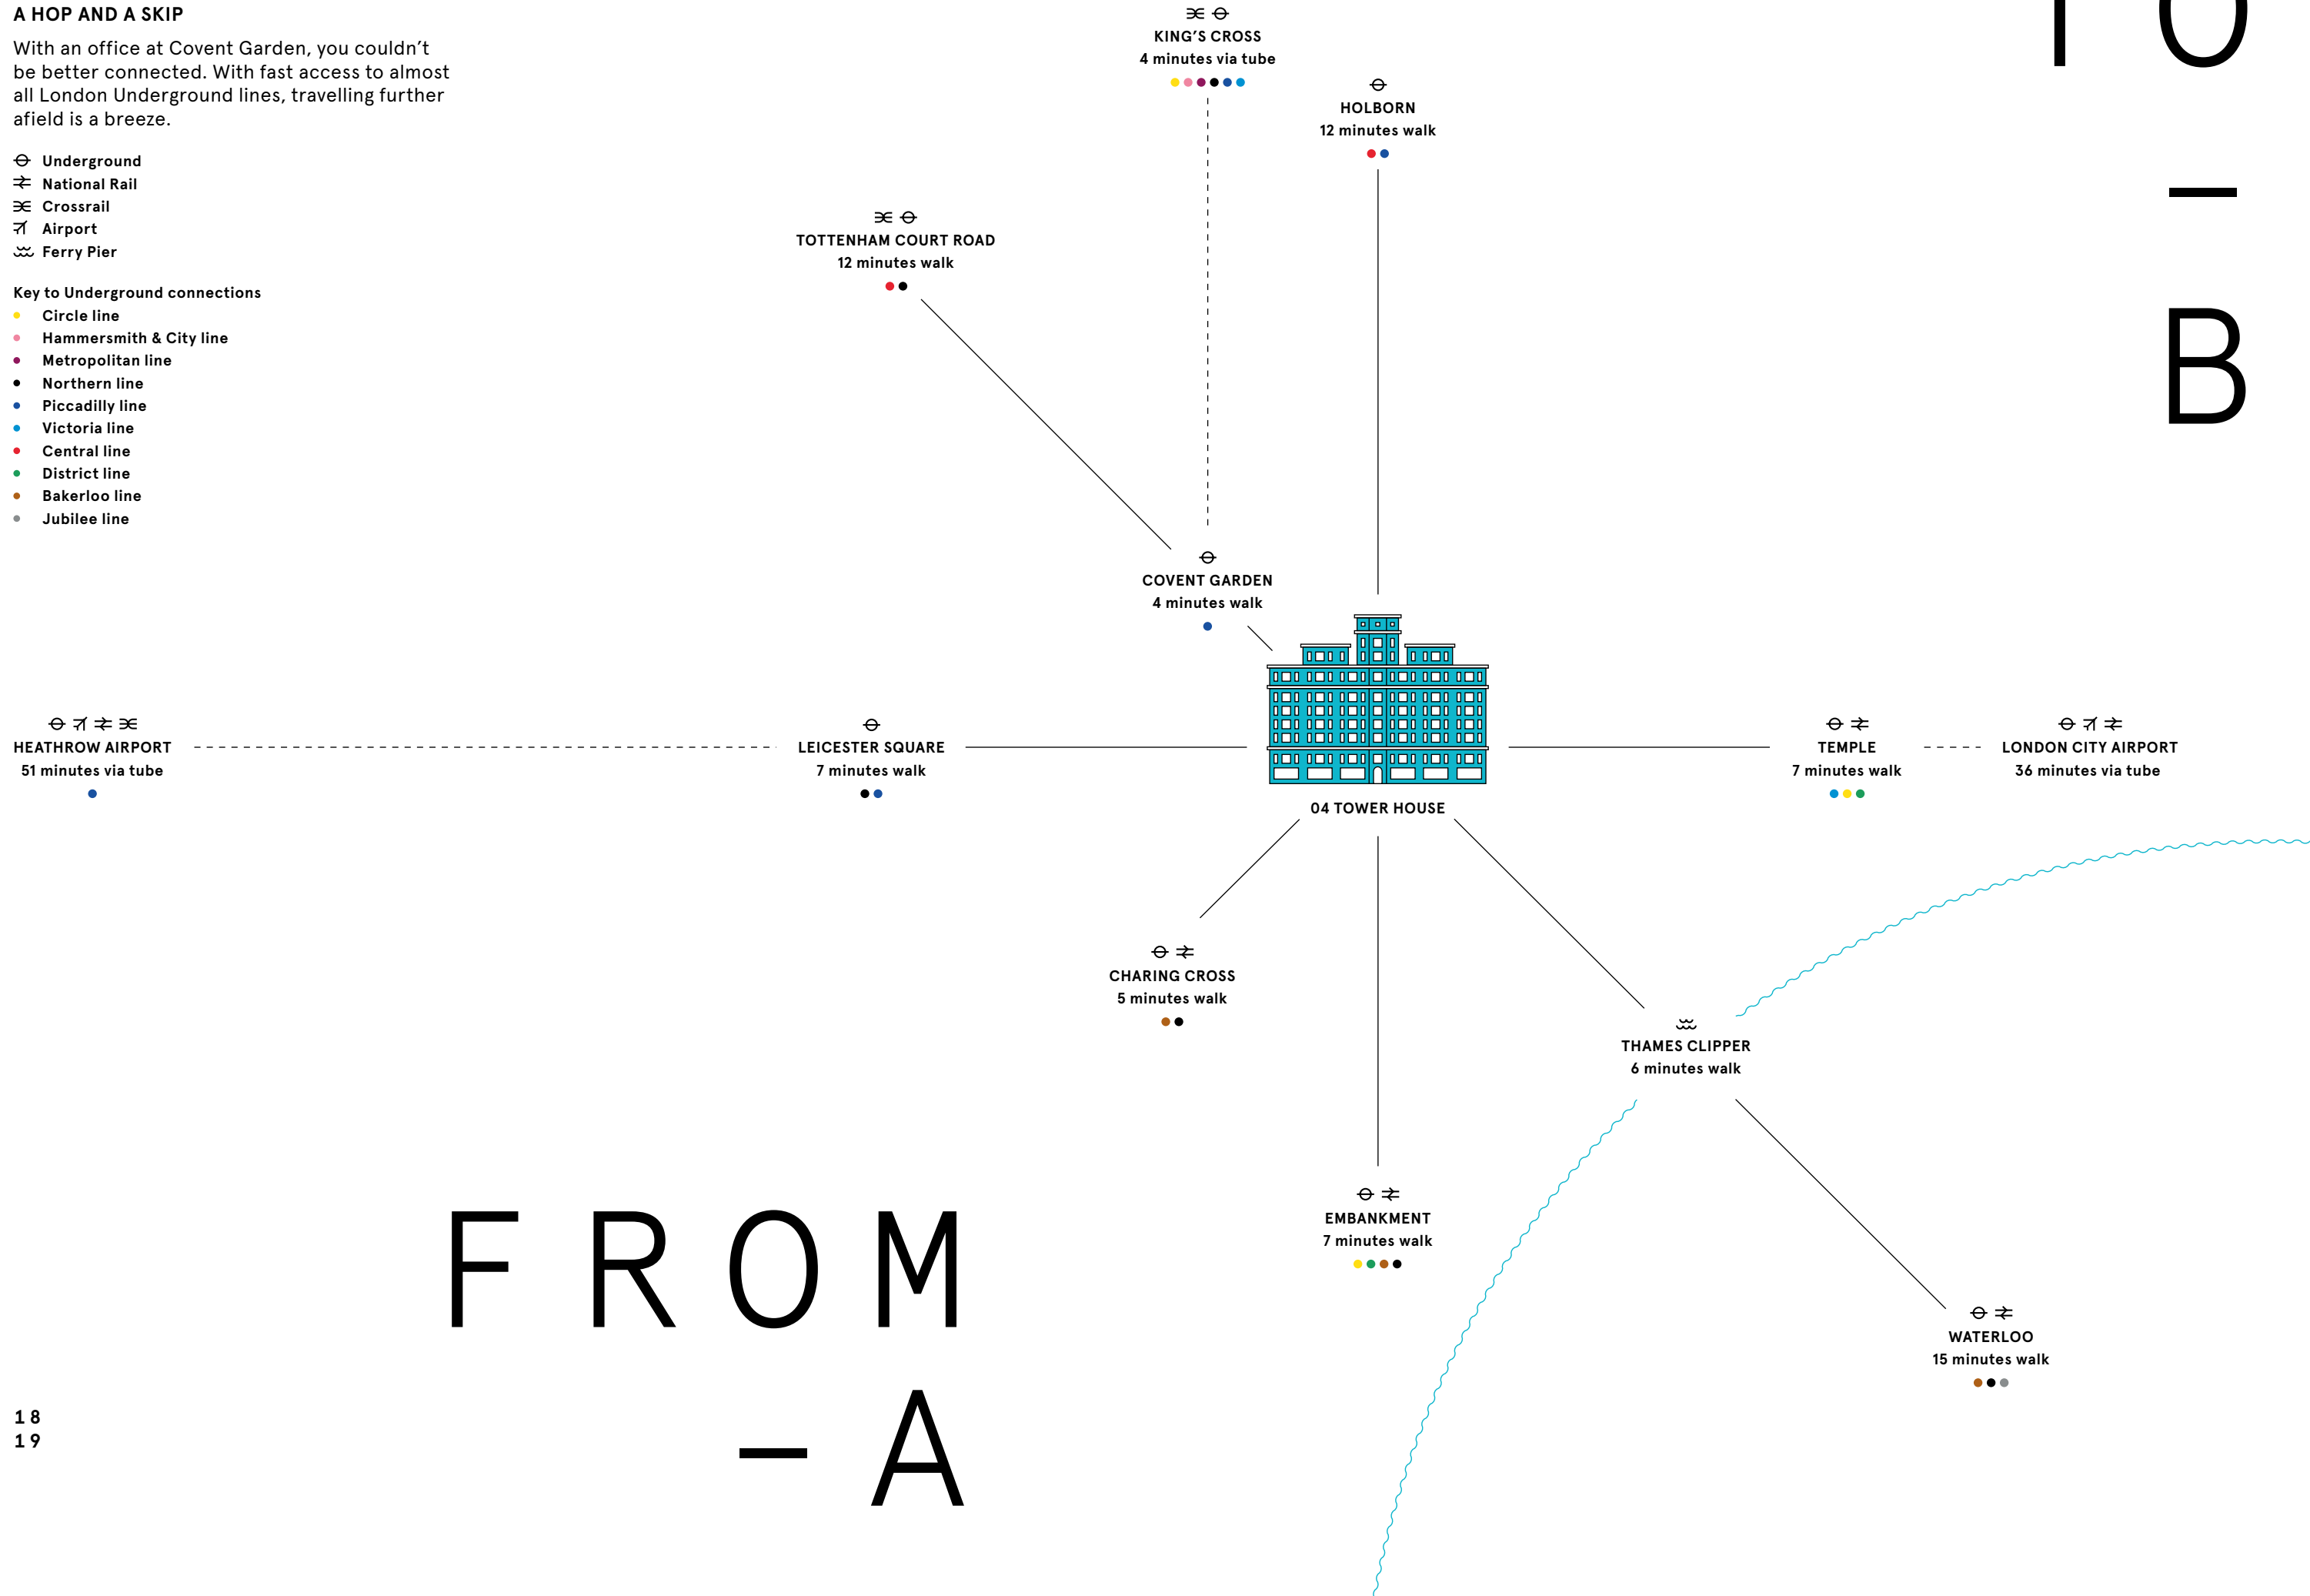 A HOP AND A SKIP
With an office at Covent Garden, you couldn’t
be better connected. With fast access to almost
all London Underground lines, travelling further
afield is a breeze.
Underground
National Rail
Crossrail
Airport
Ferry Pier
Key to Underground connections
Circle line
Hammersmith & City line
Metropolitan line
Northern line
Piccadilly line
Victoria line
Central line
District line
Bakerloo line
Jubilee line
KING’S CROSS
4 minutes via tube
HOLBORN
12 minutes walk
TOTTENHAM COURT ROAD
12 minutes walk
COVENT GARDEN
4 minutes walk
HEATHROW AIRPORT
51 minutes via tube
LEICESTER SQUARE
7 minutes walk
04 TOWER HOUSE
TEMPLE
7 minutes walk
LONDON CITY AIRPORT
36 minutes via tube
CHARING CROSS
5 minutes walk
THAMES CLIPPER
6 minutes walk
EMBANKMENT
7 minutes walk
WATERLOO
15 minutes walk
FROM
– A
TO
–
B
18
19